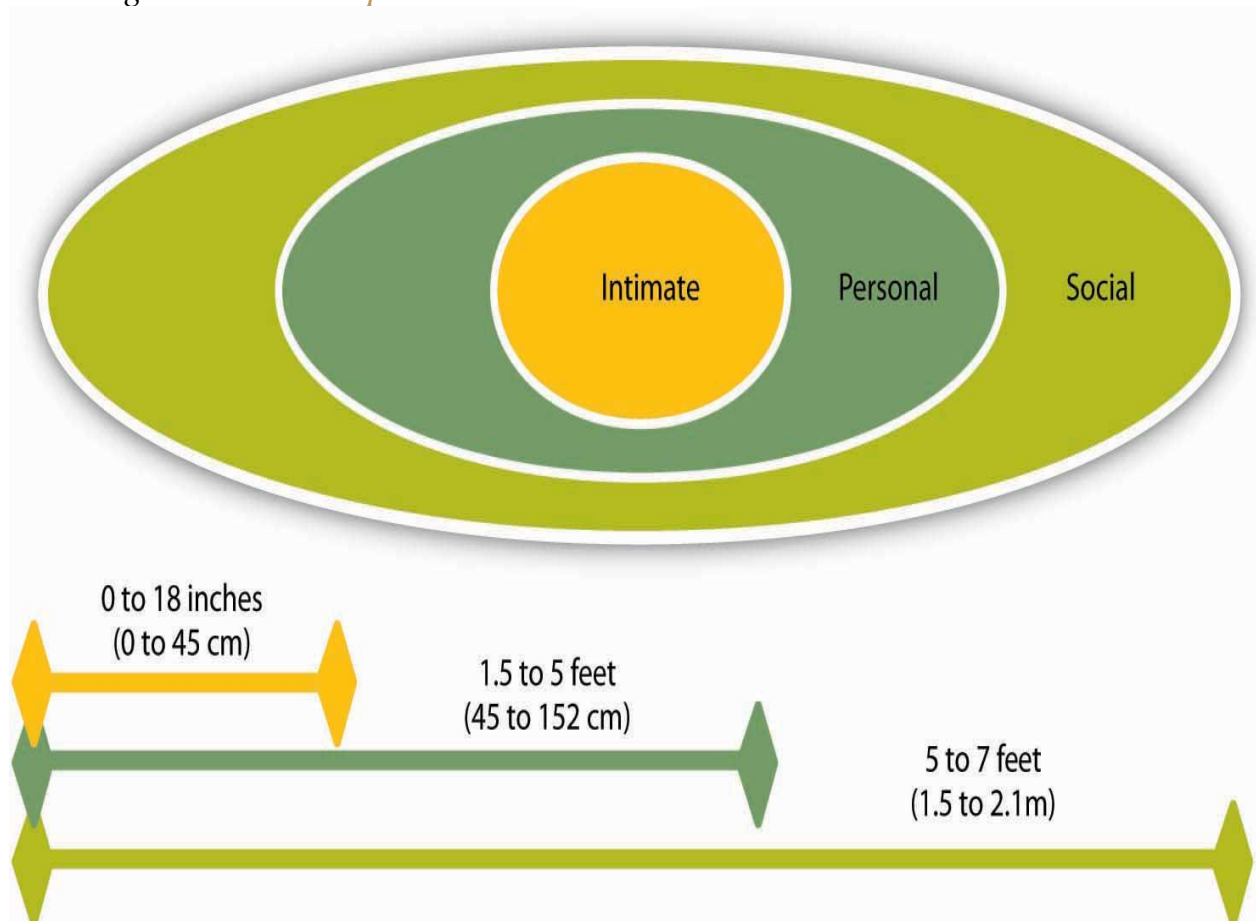 Intimate
Personal
Social
0 to 18 inches
(0 to 45 cm)
1.5 to 5 feet
(45 to 152 cm)
5 to 7 feet
(1.5 to 2.1m)